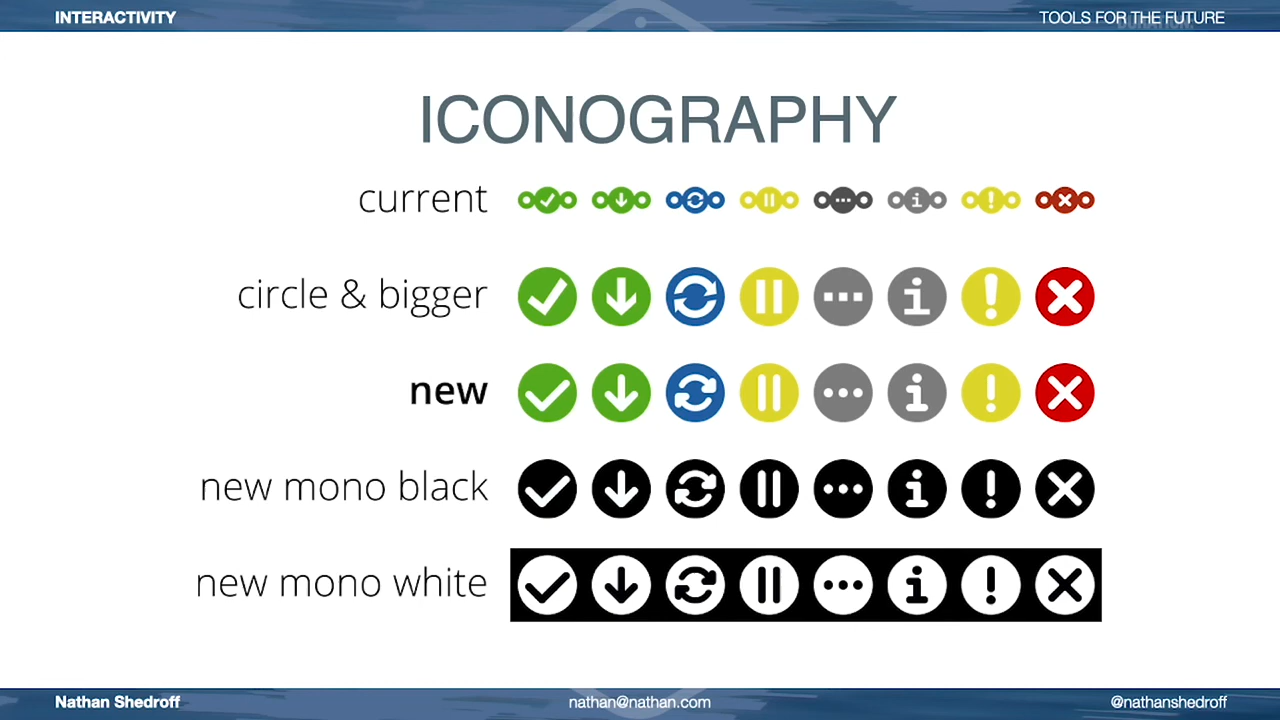 INTERACTIVITY
TOOLS FOR THE FUTURE
ICONOGRAPHY
current
circle & bigger
new
new mono black
new mono white
Nathan Shedroff
nathan@nathan.com
@nathanshedroff